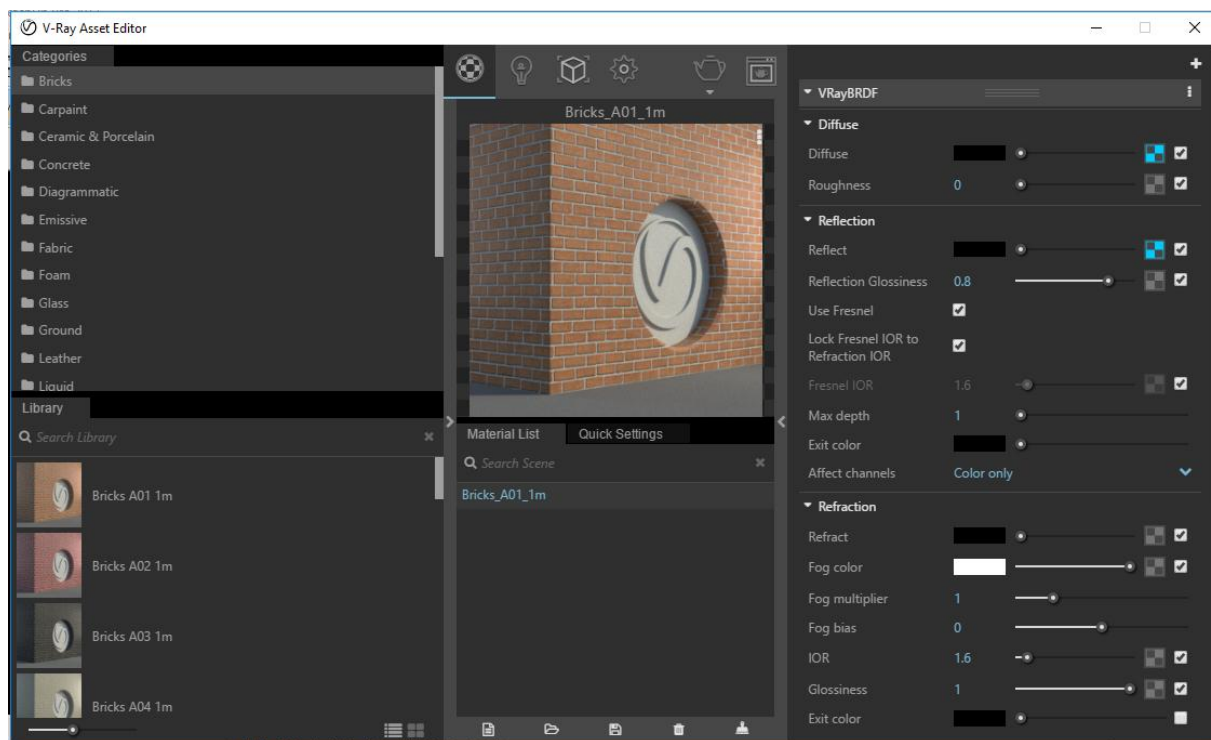 V-Ray Asset Editor
Categories
Bricks
Carpaint
Ceramic & Porcelain
Concrete
Diagrammatic
Emissive
Fabric
Foam
Glass
Ground
Leather
Liquid
Library
Search Library
Bricks A01 1m
Bricks A02 1m
Bricks A03 1m
Bricks A04 1m
Bricks_A01_1m
Material List Quick Settings
Search Scene
Bricks_A01_1m
VRayBRDF
Diffuse
Diffuse
Roughness 0
Reflection
Reflect
Reflection Glossiness 0.8
Use Fresnel
Lock Fresnel IOR to
Refraction IOR
Fresnel IOR 1.6
Max depth 1
Exit color
Affect channels Color only
Refraction
Refract
Fog color
Fog multiplier 1
Fog bias 0
IOR 1.6
Glossiness 1
Exit color